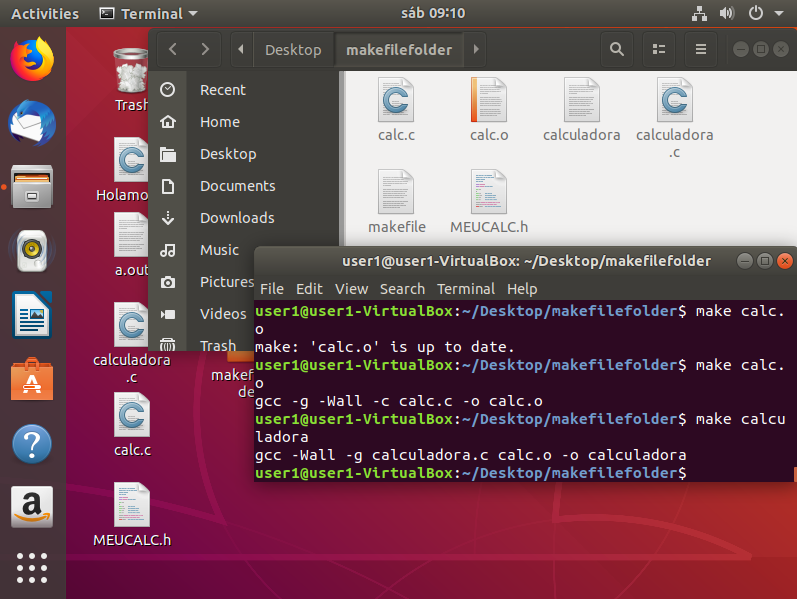 Activities Terminal sáb 09:10
Desktop makefilefolder
Trash
Holamo
a.out
calculadora
.c
calc.c
MEUCALC.h
makef
de
Recent
Home
Desktop
Documents
Downloads
Music
Pictures
Videos
Trash
calc.c calc.o calculadora calculadora
.c
makefile MEUCALC.h
user1@user1-VirtualBox: ~/Desktop/makefilefolder
File Edit View Search Terminal Help
user1@user1-VirtualBox:~/Desktop/makefilefolder$ make calc.
o
make: 'calc.o' is up to date.
user1@user1-VirtualBox:~/Desktop/makefilefolder$ make calc.
o
gcc -g -Wall -c calc.c -o calc.o
user1@user1-VirtualBox:~/Desktop/makefilefolder$ make calcu
ladora
gcc -Wall -g calculadora.c calc.o -o calculadora
user1@user1-VirtualBox:~/Desktop/makefilefolder$